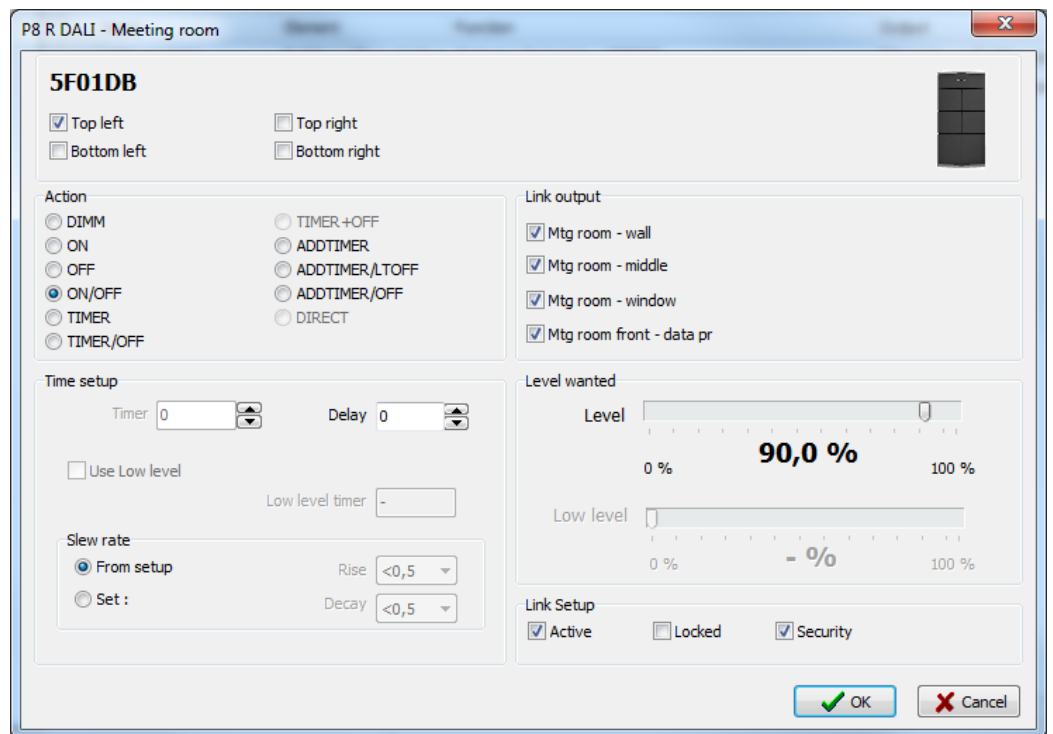 P8 R DALI - Meeting room
5F01DB
Top left
Top right
Bottom left
Bottom right
Action
DIMM
TIMER+OFF
ON
ADDTIMER
OFF
ADDTIMER/LTOFF
ON/OFF
ADDTIMER/OFF
TIMER
DIRECT
TIMER/OFF
Link output
Mtg room - wall
Mtg room - middle
Mtg room - window
Mtg room front - data pr
Time setup
Timer 0
Delay 0
Use Low level
Low level timer -
Slew rate
From setup
Rise <0,5
Set :
Decay <0,5
Level wanted
Level
90,0 %
0 %
100 %
Low level
- %
0 %
100 %
Link Setup
Active
Locked
Security
OK
Cancel